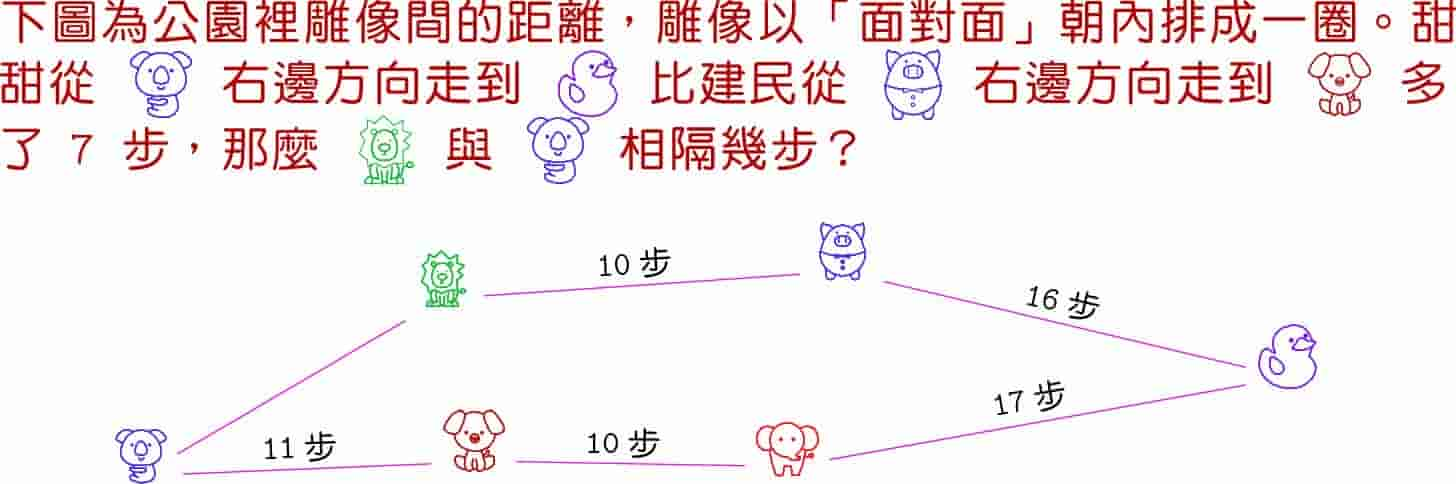 下圖為公園裡雕像間的距離，雕像以「面對面」朝內排成一圈。甜
甜從 右邊方向走到 比建民從 右邊方向走到 多
了 7 步，那麼 與 相隔幾步？
10 步
16 步
17 步
11 步
10 步